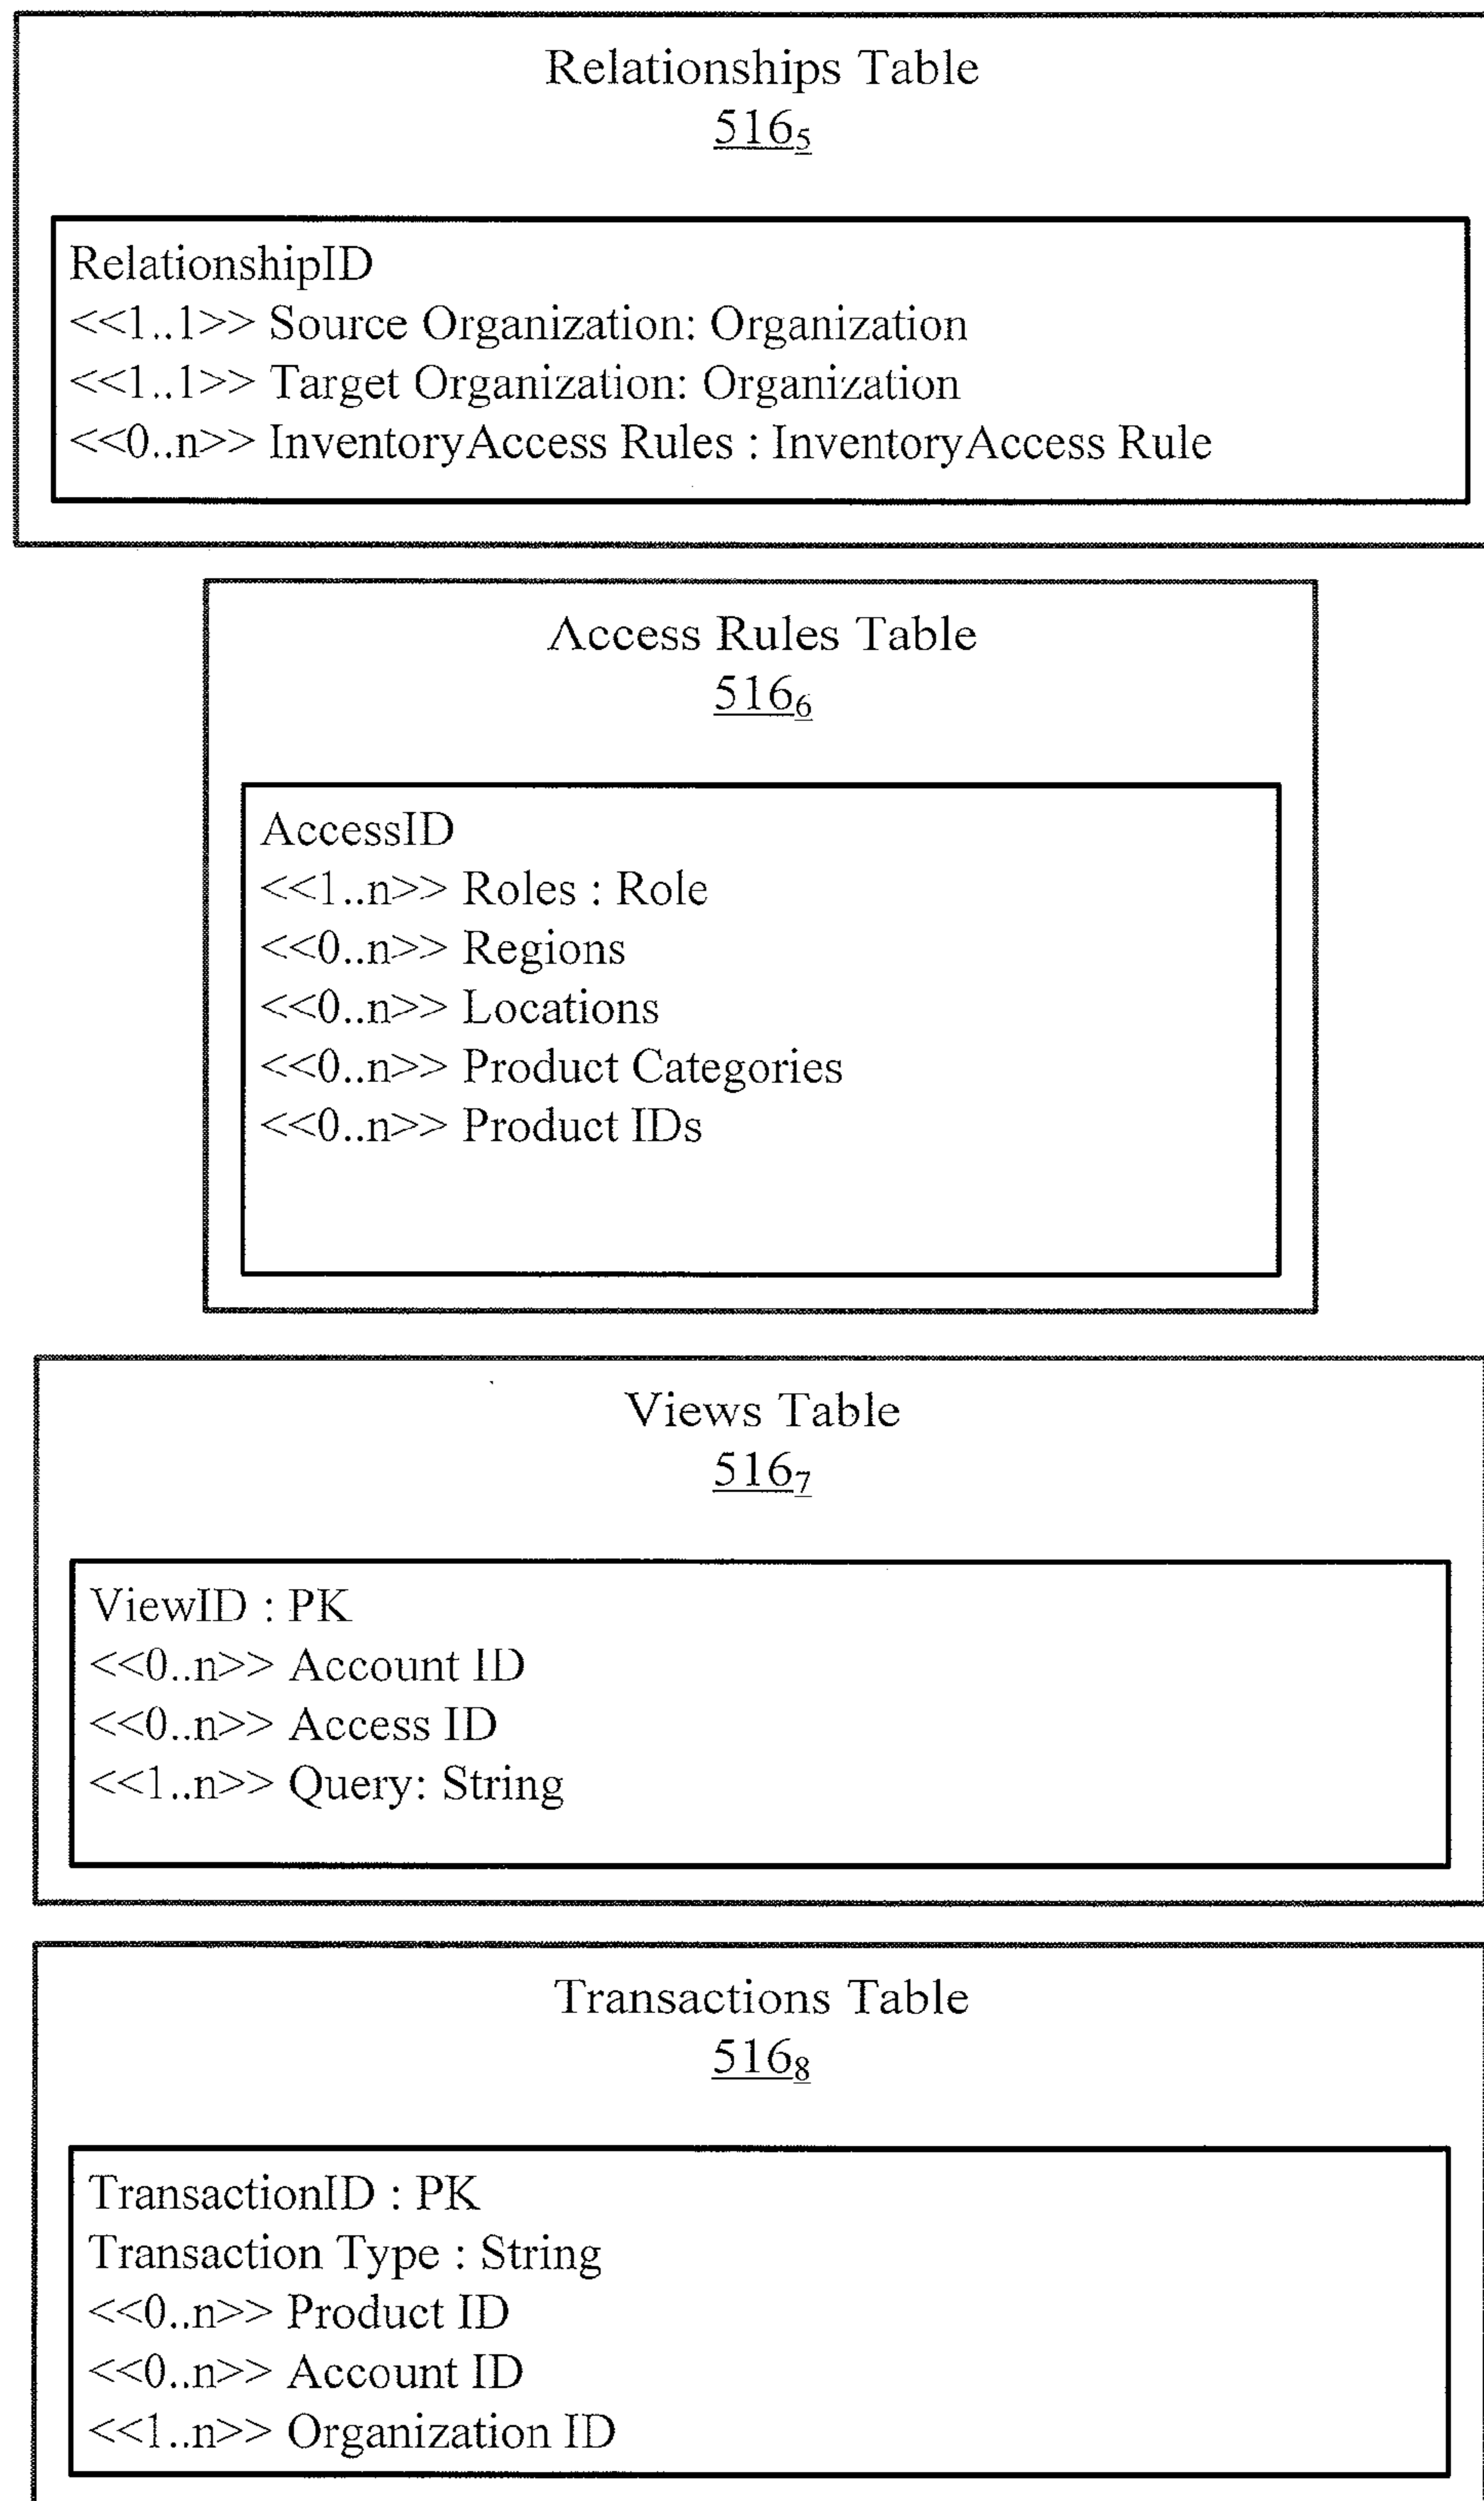 Relationships Table
516₅
RelationshipID
<<1..1>> Source Organization: Organization
<<1..1>> Target Organization: Organization
<<0..n>> InventoryAccess Rules : InventoryAccess Rule
Access Rules Table
516₆
AccessID
<<1..n>> Roles : Role
<<0..n>> Regions
<<0..n>> Locations
<<0..n>> Product Categories
<<0..n>> Product IDs
Views Table
516₇
ViewID : PK
<<0..n>> Account ID
<<0..n>> Access ID
<<1..n>> Query: String
Transactions Table
516₈
TransactionID : PK
Transaction Type : String
<<0..n>> Product ID
<<0..n>> Account ID
<<1..n>> Organization ID